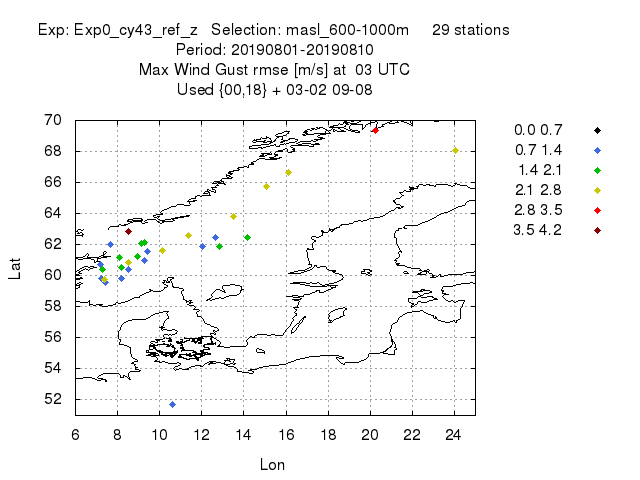 Exp: Exp0_cy43_ref_z Selection: masl_600-1000m 29 stations
Period: 20190801-20190810
Max Wind Gust rmse [m/s] at 03 UTC
Used {00,18} + 03-02 09-08
70
68
66
64
62
60
58
56
54
52
Lat
6 8 10 12 14 16 18 20 22 24
Lon
0.0 0.7
0.7 1.4
1.4 2.1
2.1 2.8
2.8 3.5
3.5 4.2